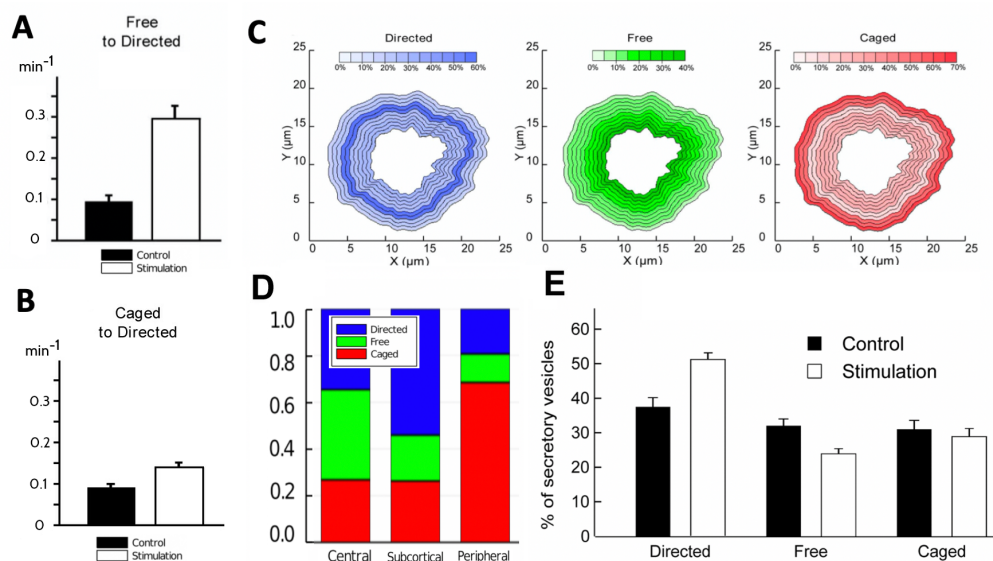 A
Free
to Directed
min-1
0.3
0.2
0.1
0
Control
Stimulation
B
Caged
to Directed
min-1
0.3
0.2
0.1
0
Control
Stimulation
C
Directed
0% 10% 20% 30% 40% 50% 60%
25
20
15
10
5
0
Y (µm)
0 5 10 15 20 25
X (µm)
Free
0% 10% 20% 30% 40%
25
20
15
10
5
0
Y (µm)
0 5 10 15 20 25
X (µm)
Caged
0% 10% 20% 30% 40% 50% 60% 70%
25
20
15
10
5
0
Y (µm)
0 5 10 15 20 25
X (µm)
D
1.0
0.8
0.6
0.4
0.2
0.0
Directed
Free
Caged
Central Subcortical Peripheral
E
% of secretory vesicles
60
50
40
30
20
10
0
Control
Stimulation
Directed Free Caged